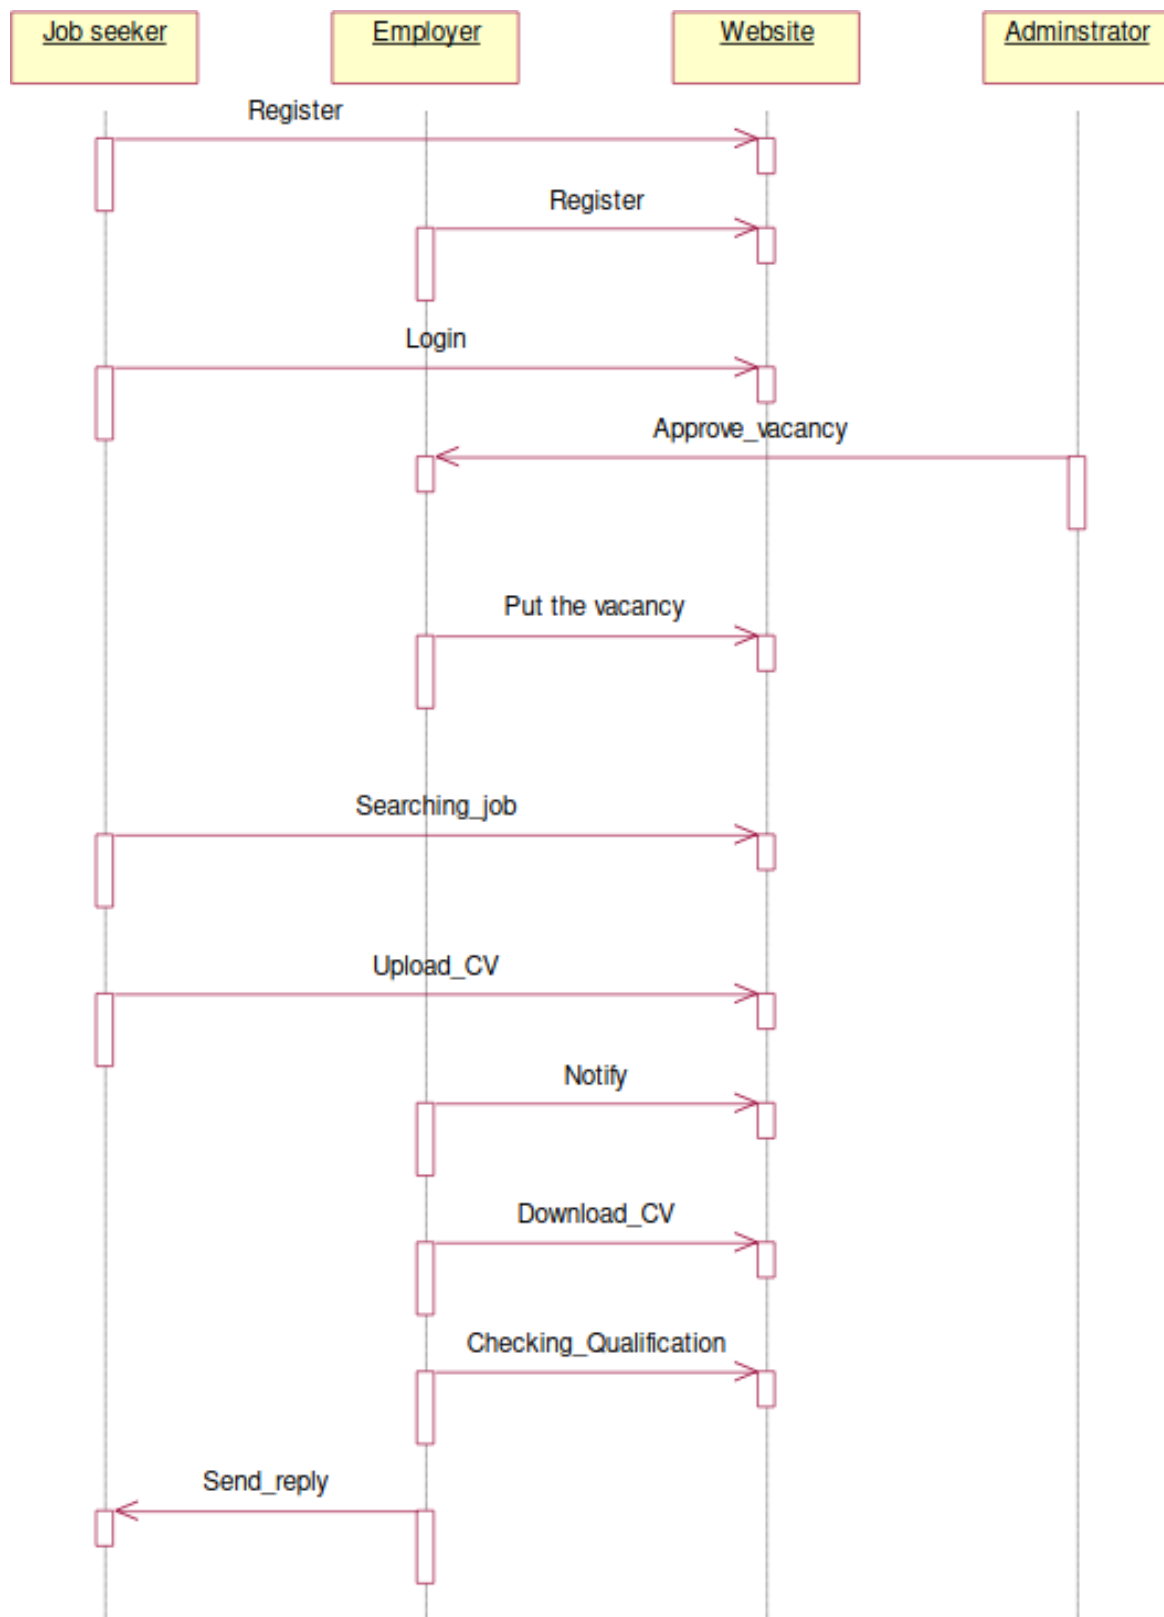 Job seeker
Employer
Website
Adminstrator
Register
Register
Login
Approve_vacancy
Put the vacancy
Searching_job
Upload_CV
Notify
Download_CV
Checking_Qualification
Send_reply